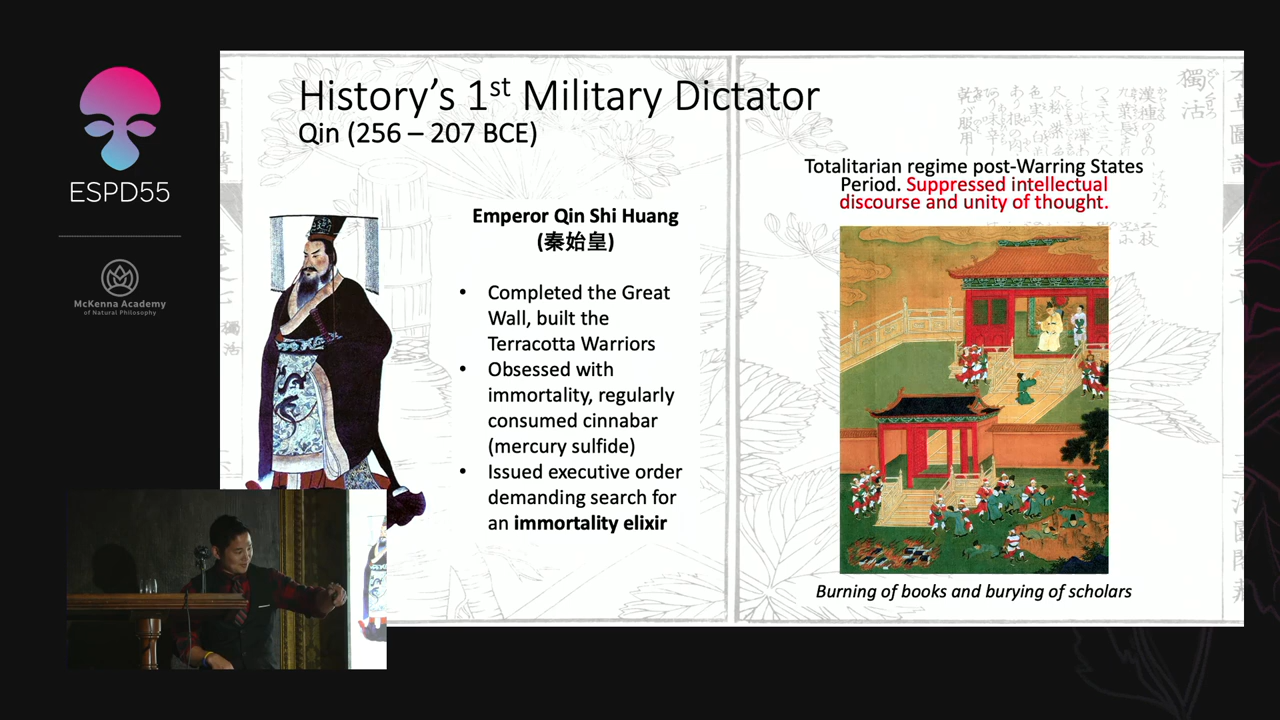 ESPD55
McKenna Academy
of Natural Philosophy
History's 1st Military Dictator
Qin (256 – 207 BCE)
Emperor Qin Shi Huang
(秦始皇)
• Completed the Great
Wall, built the
Terracotta Warriors
• Obsessed with
immortality, regularly
consumed cinnabar
(mercury sulfide)
• Issued executive order
demanding search for
an immortality elixir
Totalitarian regime post-Warring States
Period. Suppressed intellectual
discourse and unity of thought.
Burning of books and burying of scholars
獨活